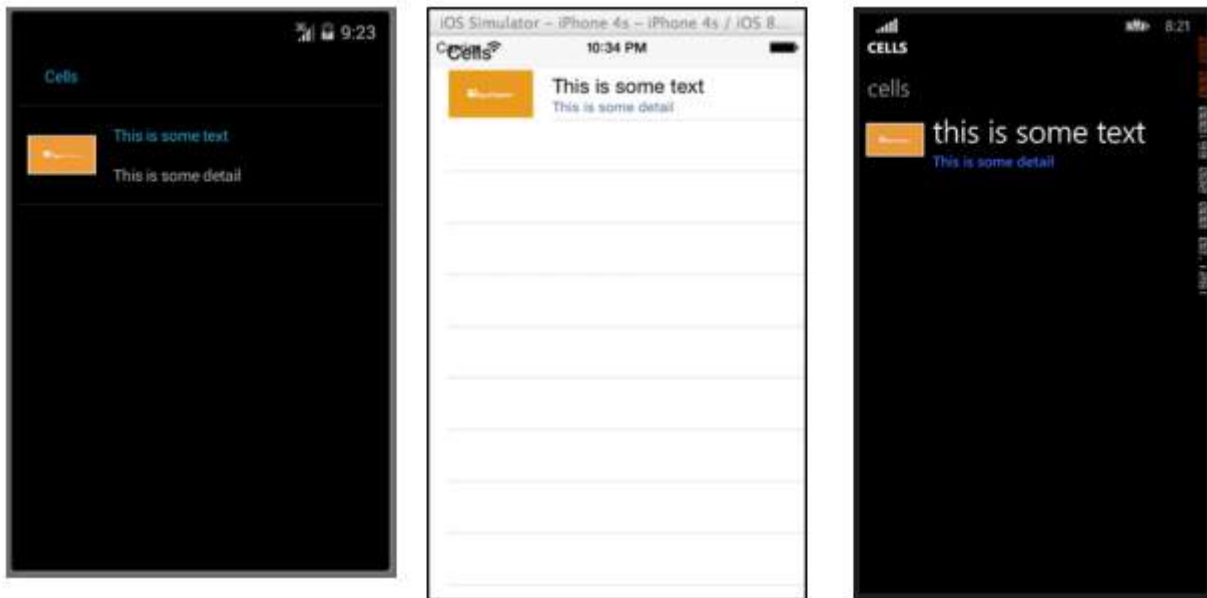 9:23
Cells
This is some text
This is some detail
iOS Simulator – iPhone 4s – iPhone 4s / iOS 8...
10:34 PM
Cells
This is some text
This is some detail
8:21
CELLS
cells
this is some text
This is some detail